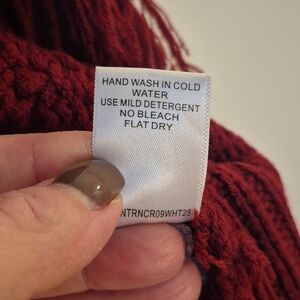 HAND WASH IN COLD
WATER
USE MILD DETERGENT
NO BLEACH
FLAT DRY
NTRNCR09WHT25